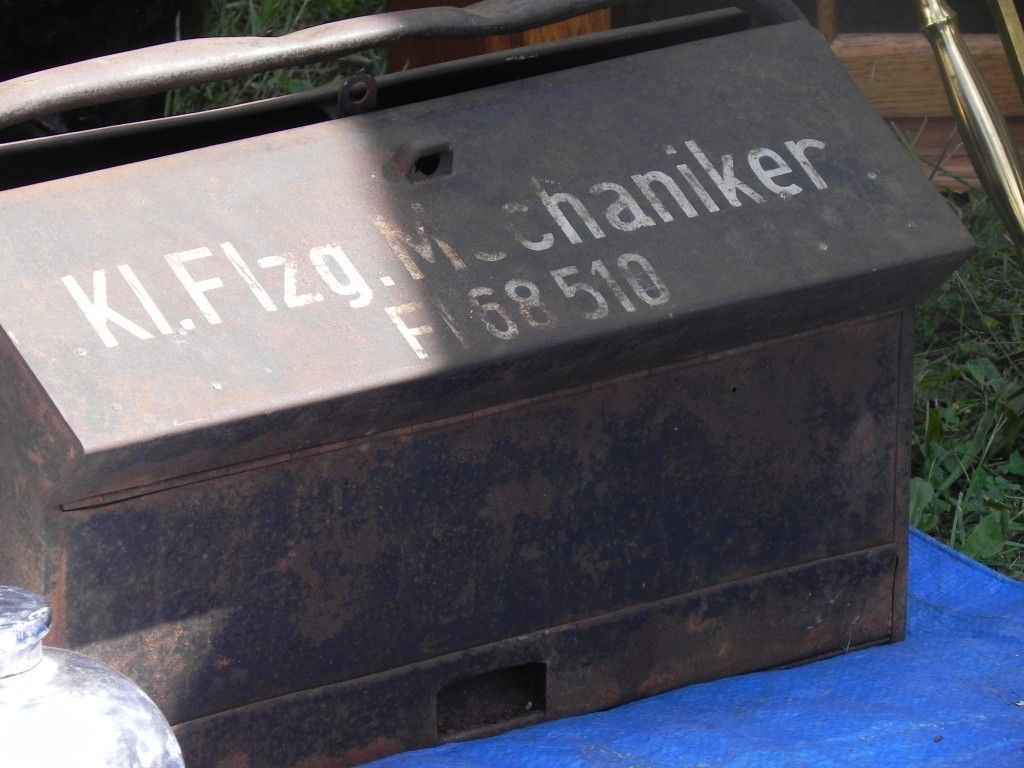 Kl. Flzg. Mechaniker
Fl 68 510